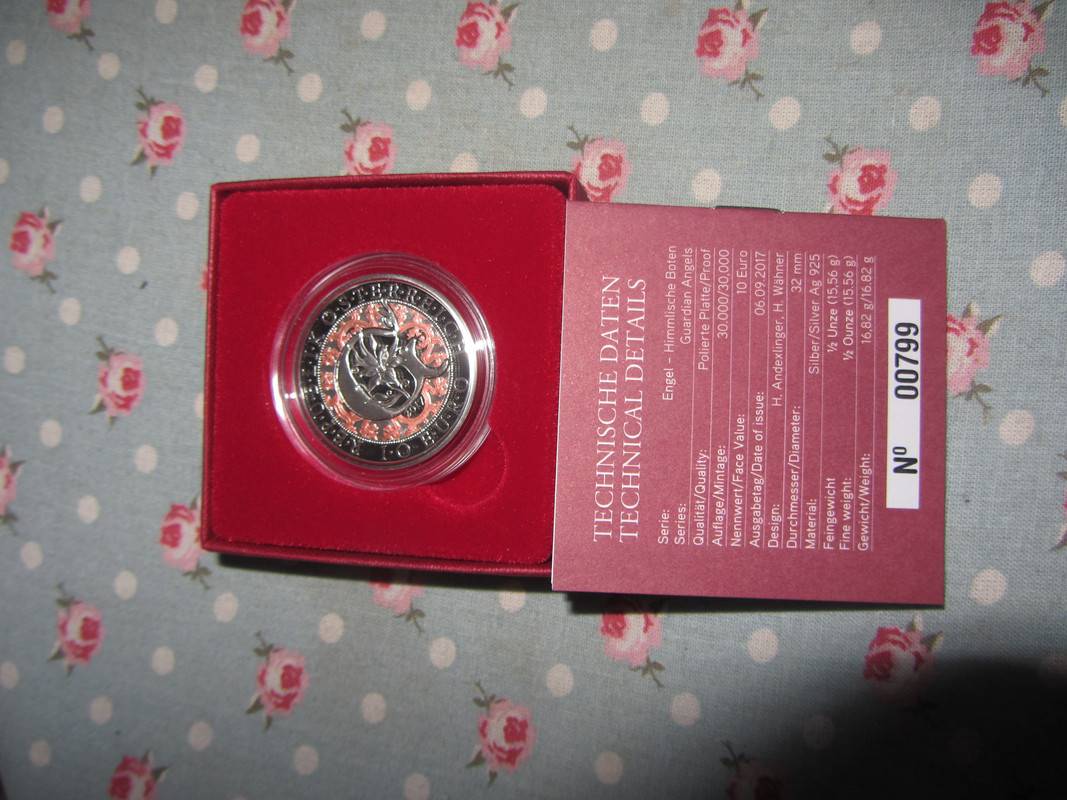 REPUBLIK ÖSTERREICH
10 EURO
2017
TECHNISCHE DATEN
TECHNICAL DETAILS
Serie: Engel – Himmlische Boten
Series: Guardian Angels
Qualität/Quality: Polierte Platte/Proof
Auflage/Mintage: 30.000/30.000
Nennwert/Face Value: 10 Euro
Ausgabetag/Date of issue: 06.09.2017
Design: H. Andexlinger, H. Wähner
Durchmesser/Diameter: 32 mm
Material: Silber/Silver Ag 925
Feingewicht ½ Unze (15,56 g)
Fine weight: ½ Ounce (15.56 g)
Gewicht/Weight: 16,82 g/16.82 g
Nº 00799